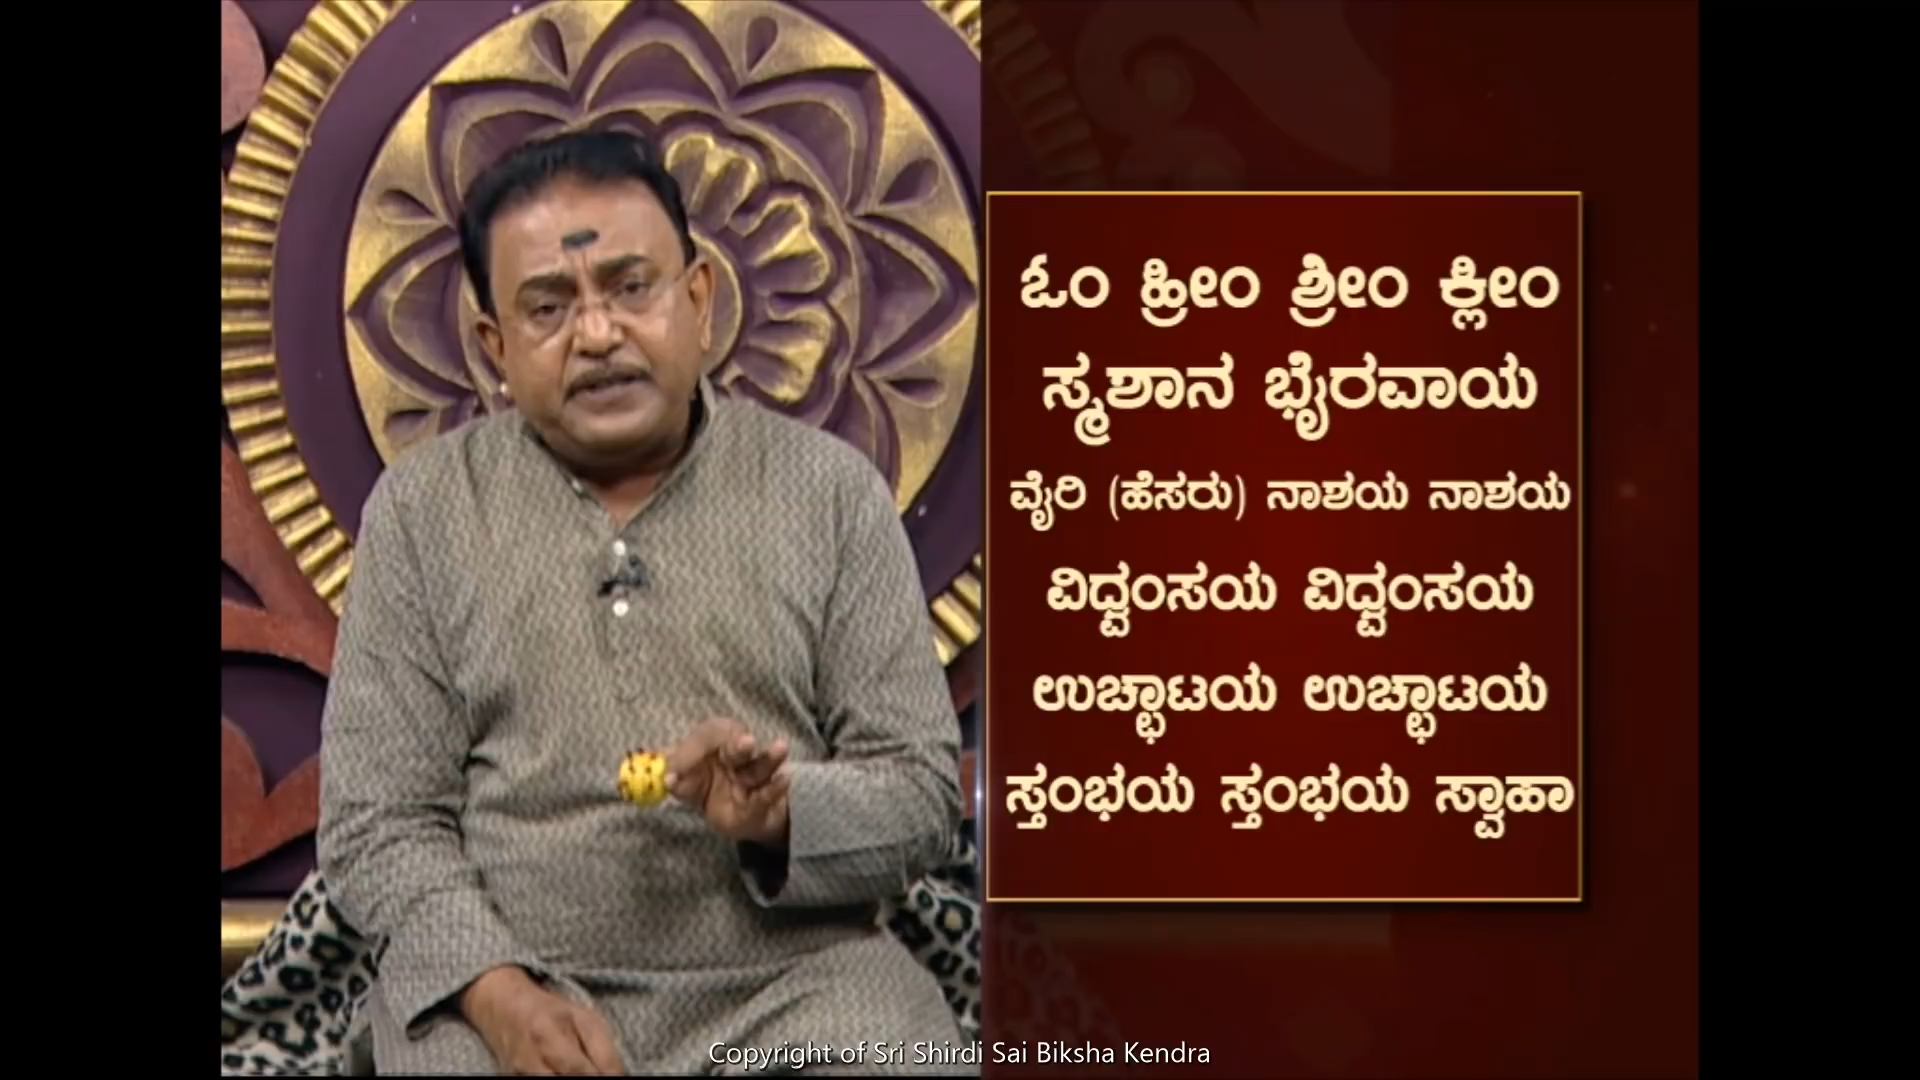 ಓಂ ಹ್ರೀಂ ಶ್ರೀಂ ಕ್ಲೀಂ
ಸ್ಮಶಾನ ಭೈರವಾಯ
ವೈರಿ (ಹೆಸರು) ನಾಶಯ ನಾಶಯ
ವಿಧ್ವಂಸಯ ವಿಧ್ವಂಸಯ
ಉಚ್ಛಾಟಯ ಉಚ್ಛಾಟಯ
ಸ್ತಂಭಯ ಸ್ತಂಭಯ ಸ್ವಾಹಾ
Copyright of Sri Shirdi Sai Biksha Kendra